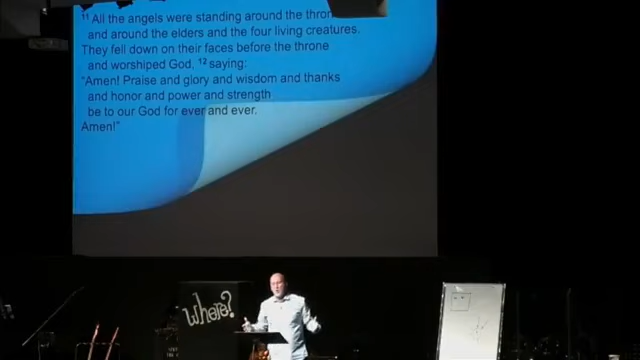 ¹¹ All the angels were standing around the thron
and around the elders and the four living creatures.
They fell down on their faces before the throne
and worshiped God, ¹² saying:
“Amen! Praise and glory and wisdom and thanks
and honor and power and strength
be to our God for ever and ever.
Amen!”
where?